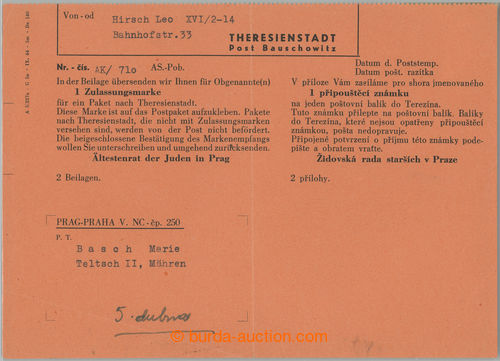 Von - od Hirsch Leo XVI/2-14
Bahnhofstr.33
THERESIENSTADT
Post Bauschowitz
Nr. - čís. AK/ 710 AS.-Pob.
Datum d. Poststemp.
Datum pošt. razítka
In der Beilage übersenden wir Ihnen für Obgenannte(n)
1 Zulassungsmarke
für ein Paket nach Theresienstadt.
Diese Marke ist auf das Postpaket aufzukleben. Pakete
nach Theresienstadt, die nicht mit Zulassungsmarken
versehen sind, werden von der Post nicht befördert.
Die beigeschlossene Bestätigung des Markenempfangs
wollen Sie unterschreiben und umgehend zurücksenden.
Ältestenrat der Juden in Prag
2 Beilagen.
V příloze Vám zasíláme pro shora jmenovaného
1 připouštěcí známku
na jeden poštovní balík do Terezína.
Tuto známku přilepte na poštovní balík. Balíky
do Terezína, které nejsou opatřeny připouštěcí
známkou, pošta nedopravuje.
Připojené potvrzení o příjmu této známky pode-
pište a obratem vraťte.
Židovská rada starších v Praze
2 přílohy.
PRAG-PRAHA V. NC - čp. 250
P. T.
Basch Marie
Teltsch II, Mähren
5. dubna
burda-auction.com